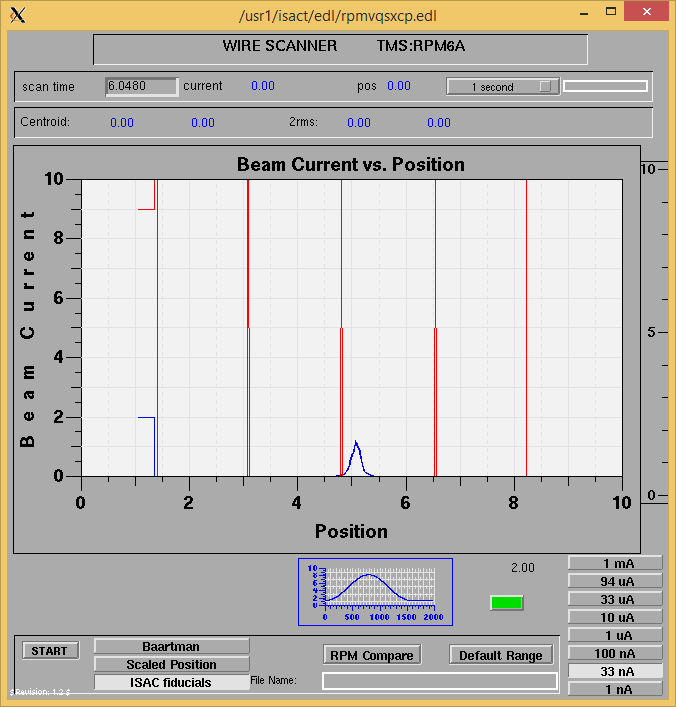 /usr1/isact/edl/rpmvqsxcp.edl
WIRE SCANNER TMS:RPM6A
scan time 6.0480 current 0.00 pos 0.00 1 second
Centroid: 0.00 0.00 2rms: 0.00 0.00
Beam Current vs. Position
10
8
6
4
2
0
Beam Current
0 2 4 6 8 10
Position
10
5
0
10
8
6
4
2
0
0 500 1000 1500 2000
2.00
1 mA
94 uA
33 uA
10 uA
1 uA
100 nA
33 nA
1 nA
START
Baartman
Scaled Position
ISAC fiducials
RPM Compare
Default Range
File Name:
$Revision: 1.2 $